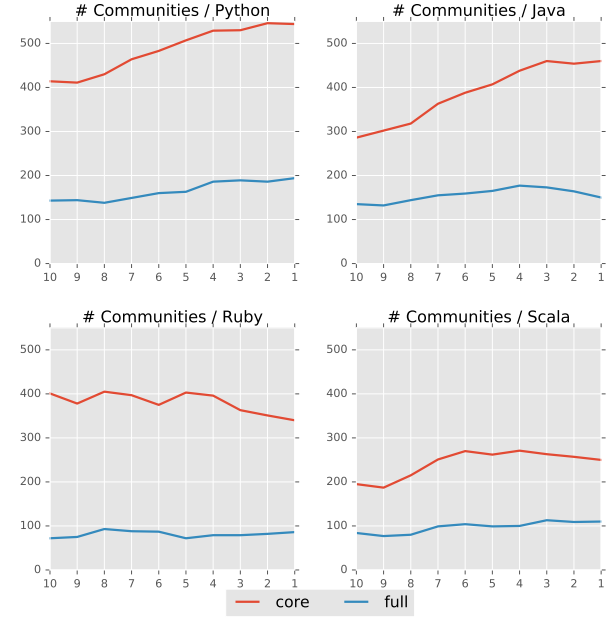 # Communities / Python
# Communities / Java
500
400
300
200
100
0
10 9 8 7 6 5 4 3 2 1
500
400
300
200
100
0
10 9 8 7 6 5 4 3 2 1
# Communities / Ruby
# Communities / Scala
500
400
300
200
100
0
10 9 8 7 6 5 4 3 2 1
500
400
300
200
100
0
10 9 8 7 6 5 4 3 2 1
core full